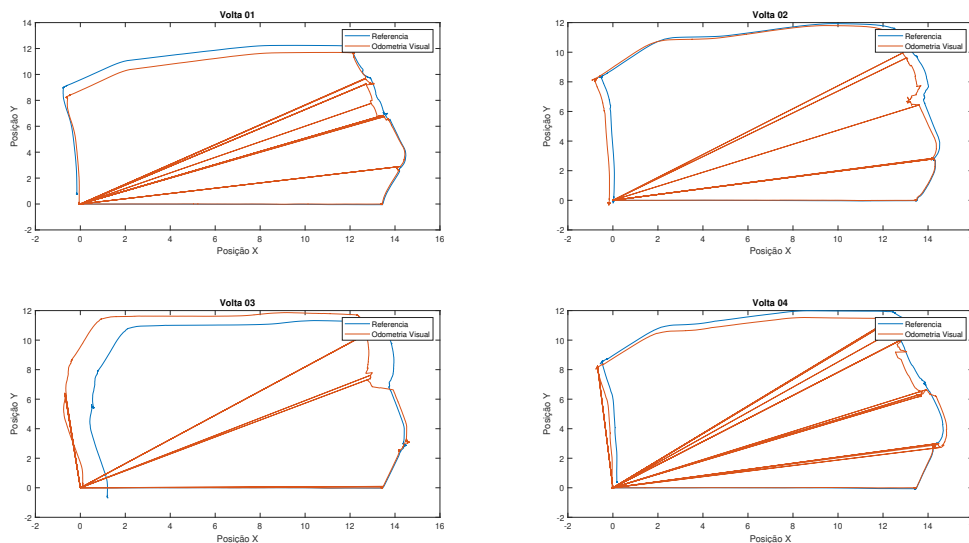 Volta 01
14
12
10
8
6
4
2
0
-2
Posição Y
-2 0 2 4 6 8 10 12 14 16
Posição X
Referencia
Odometria Visual
Volta 02
12
10
8
6
4
2
0
-2
Posição Y
-2 0 2 4 6 8 10 12 14
Posição X
Referencia
Odometria Visual
Volta 03
12
10
8
6
4
2
0
-2
Posição Y
-2 0 2 4 6 8 10 12 14 16
Posição X
Referencia
Odometria Visual
Volta 04
12
10
8
6
4
2
0
-2
Posição Y
-2 0 2 4 6 8 10 12 14
Posição X
Referencia
Odometria Visual